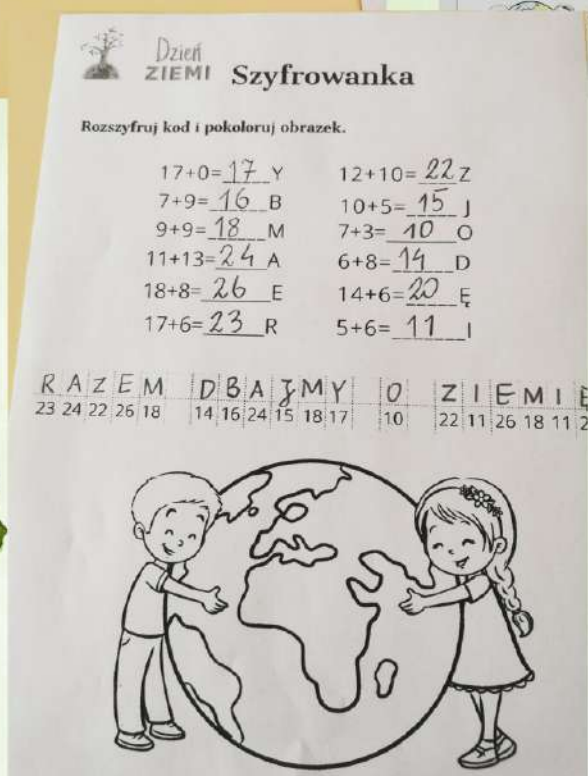 Dzień
ZIEMI Szyfrowanka
Rozszyfruj kod i pokoloruj obrazek.
17+0=17 Y 12+10=22 Z
7+9=16 B 10+5=15 J
9+9=18 M 7+3=10 O
11+13=24 A 6+8=14 D
18+8=26 E 14+6=20 Ę
17+6=23 R 5+6=11 I
R A Z E M D B A J M Y O Z I E M I Ę
23 24 22 26 18 14 16 24 15 18 17 10 22 11 26 18 11 2